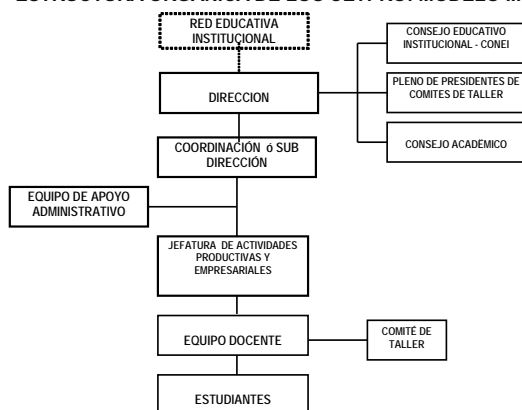 RED EDUCATIVA
INSTITUCIONAL
CONSEJO EDUCATIVO
INSTITUCIONAL - CONEI
PLENO DE PRESIDENTES DE
COMITES DE TALLER
DIRECCION
CONSEJO ACADÉMICO
COORDINACIÓN ó SUB
DIRECCIÓN
EQUIPO DE APOYO
ADMINISTRATIVO
JEFATURA DE ACTIVIDADES
PRODUCTIVAS Y
EMPRESARIALES
EQUIPO DOCENTE
COMITÉ DE
TALLER
ESTUDIANTES